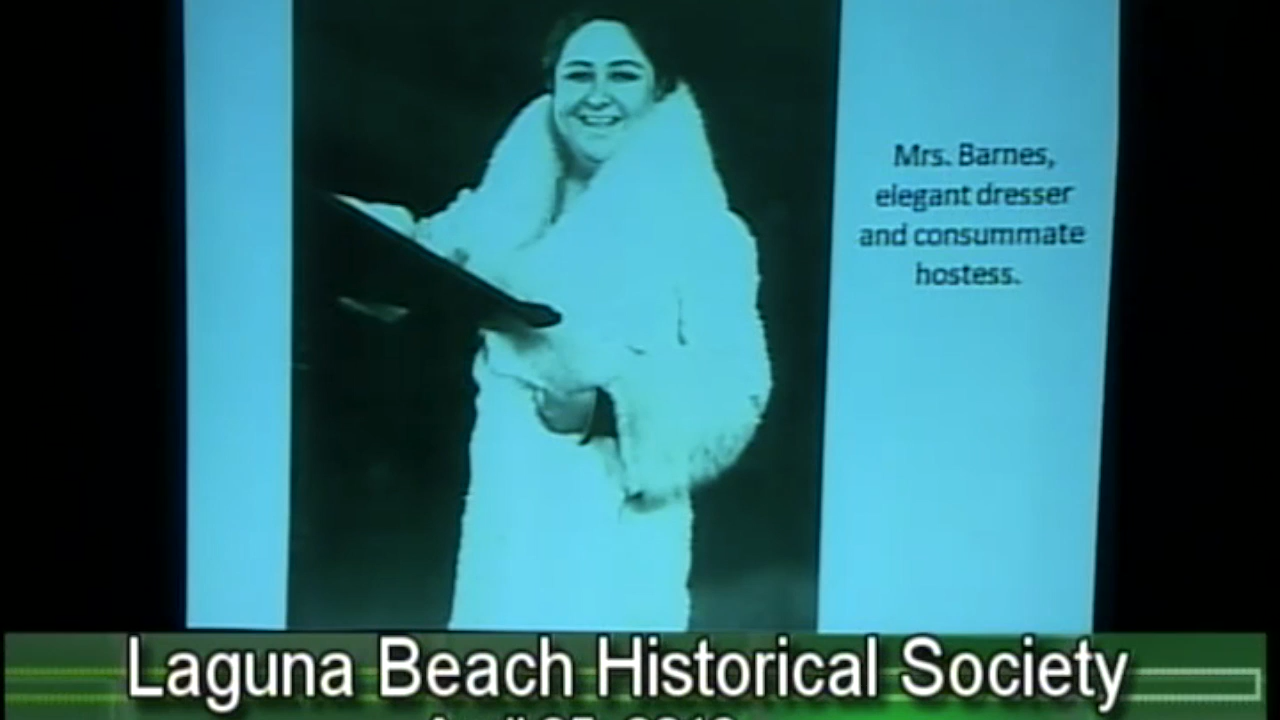 Mrs. Barnes,
elegant dresser
and consummate
hostess.
Laguna Beach Historical Society